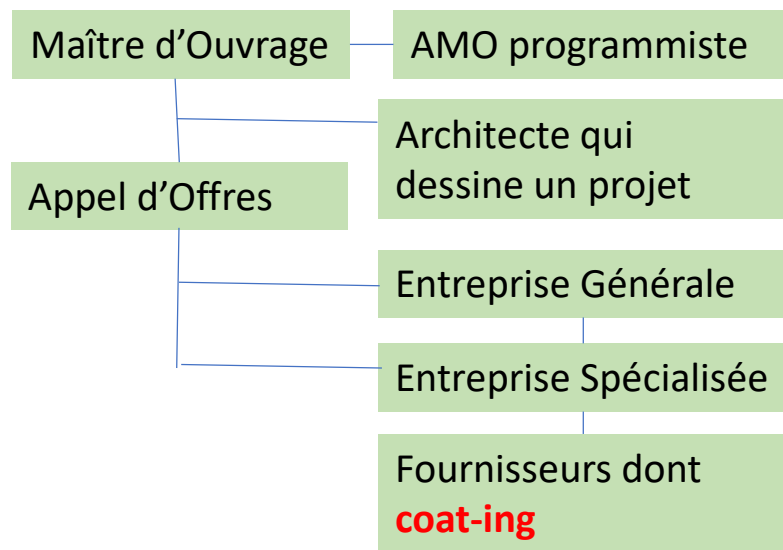 Maître d’Ouvrage
AMO programmiste
Architecte qui
dessine un projet
Appel d’Offres
Entreprise Générale
Entreprise Spécialisée
Fournisseurs dont
coat-ing